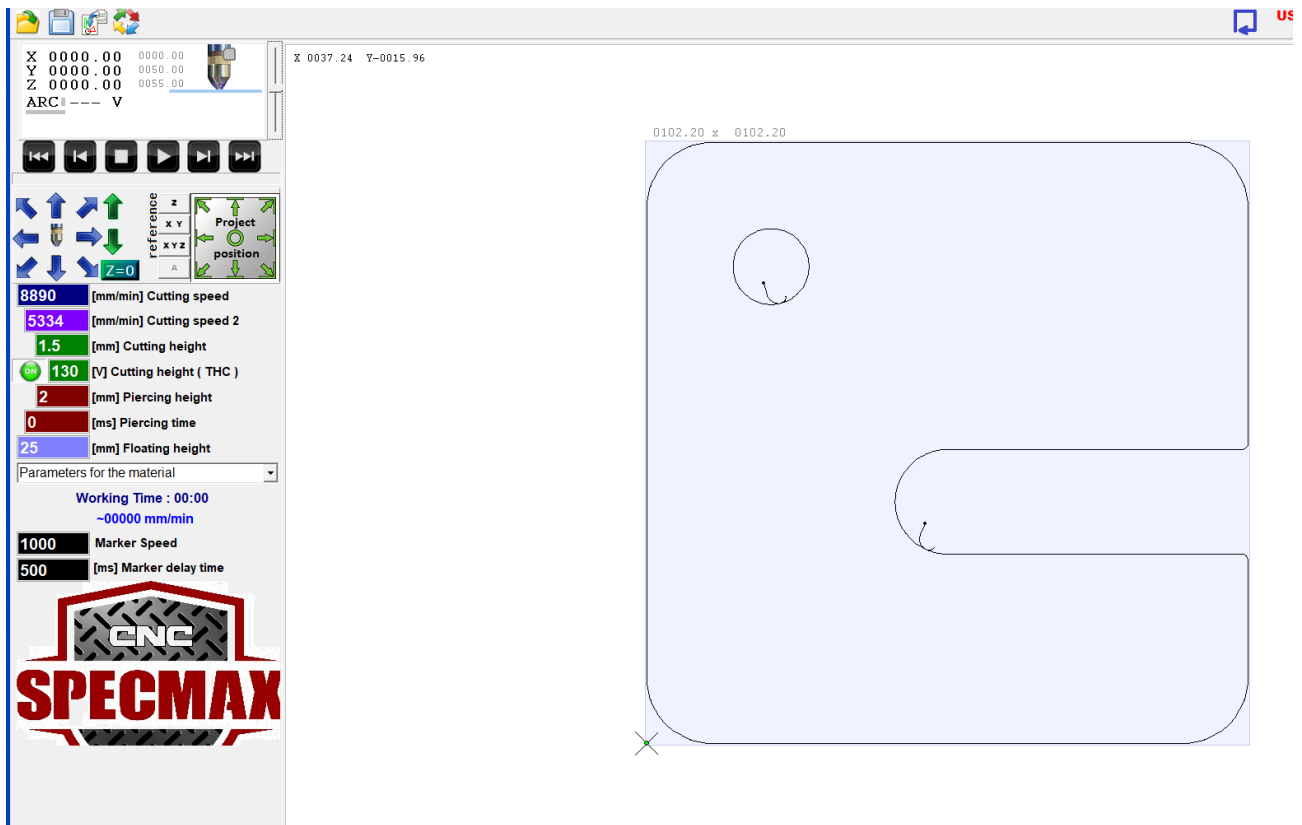 US
X 0000.00 0000.00
Y 0000.00 0050.00
Z 0000.00 0055.00
ARC --- V
X 0037.24 Y-0015.96
0102.20 x 0102.20
reference
Z
X Y
X Y Z
A
Project
position
Z=0
8890 [mm/min] Cutting speed
5334 [mm/min] Cutting speed 2
1.5 [mm] Cutting height
ON 130 [V] Cutting height ( THC )
2 [mm] Piercing height
0 [ms] Piercing time
25 [mm] Floating height
Parameters for the material
Working Time : 00:00
~00000 mm/min
1000 Marker Speed
500 [ms] Marker delay time
CNC
SPECMAX